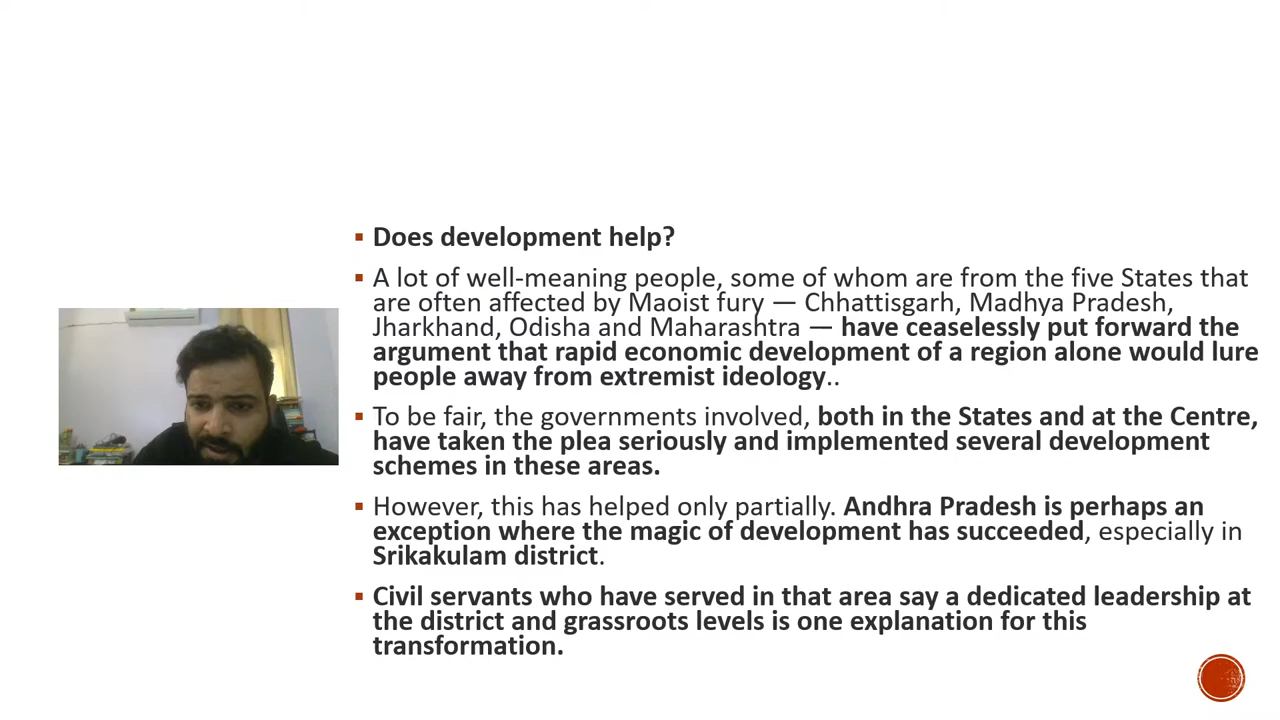 Does development help?
A lot of well-meaning people, some of whom are from the five States that
are often affected by Maoist fury — Chhattisgarh, Madhya Pradesh,
Jharkhand, Odisha and Maharashtra — have ceaselessly put forward the
argument that rapid economic development of a region alone would lure
people away from extremist ideology..
To be fair, the governments involved, both in the States and at the Centre,
have taken the plea seriously and implemented several development
schemes in these areas.
However, this has helped only partially. Andhra Pradesh is perhaps an
exception where the magic of development has succeeded, especially in
Srikakulam district.
Civil servants who have served in that area say a dedicated leadership at
the district and grassroots levels is one explanation for this
transformation.